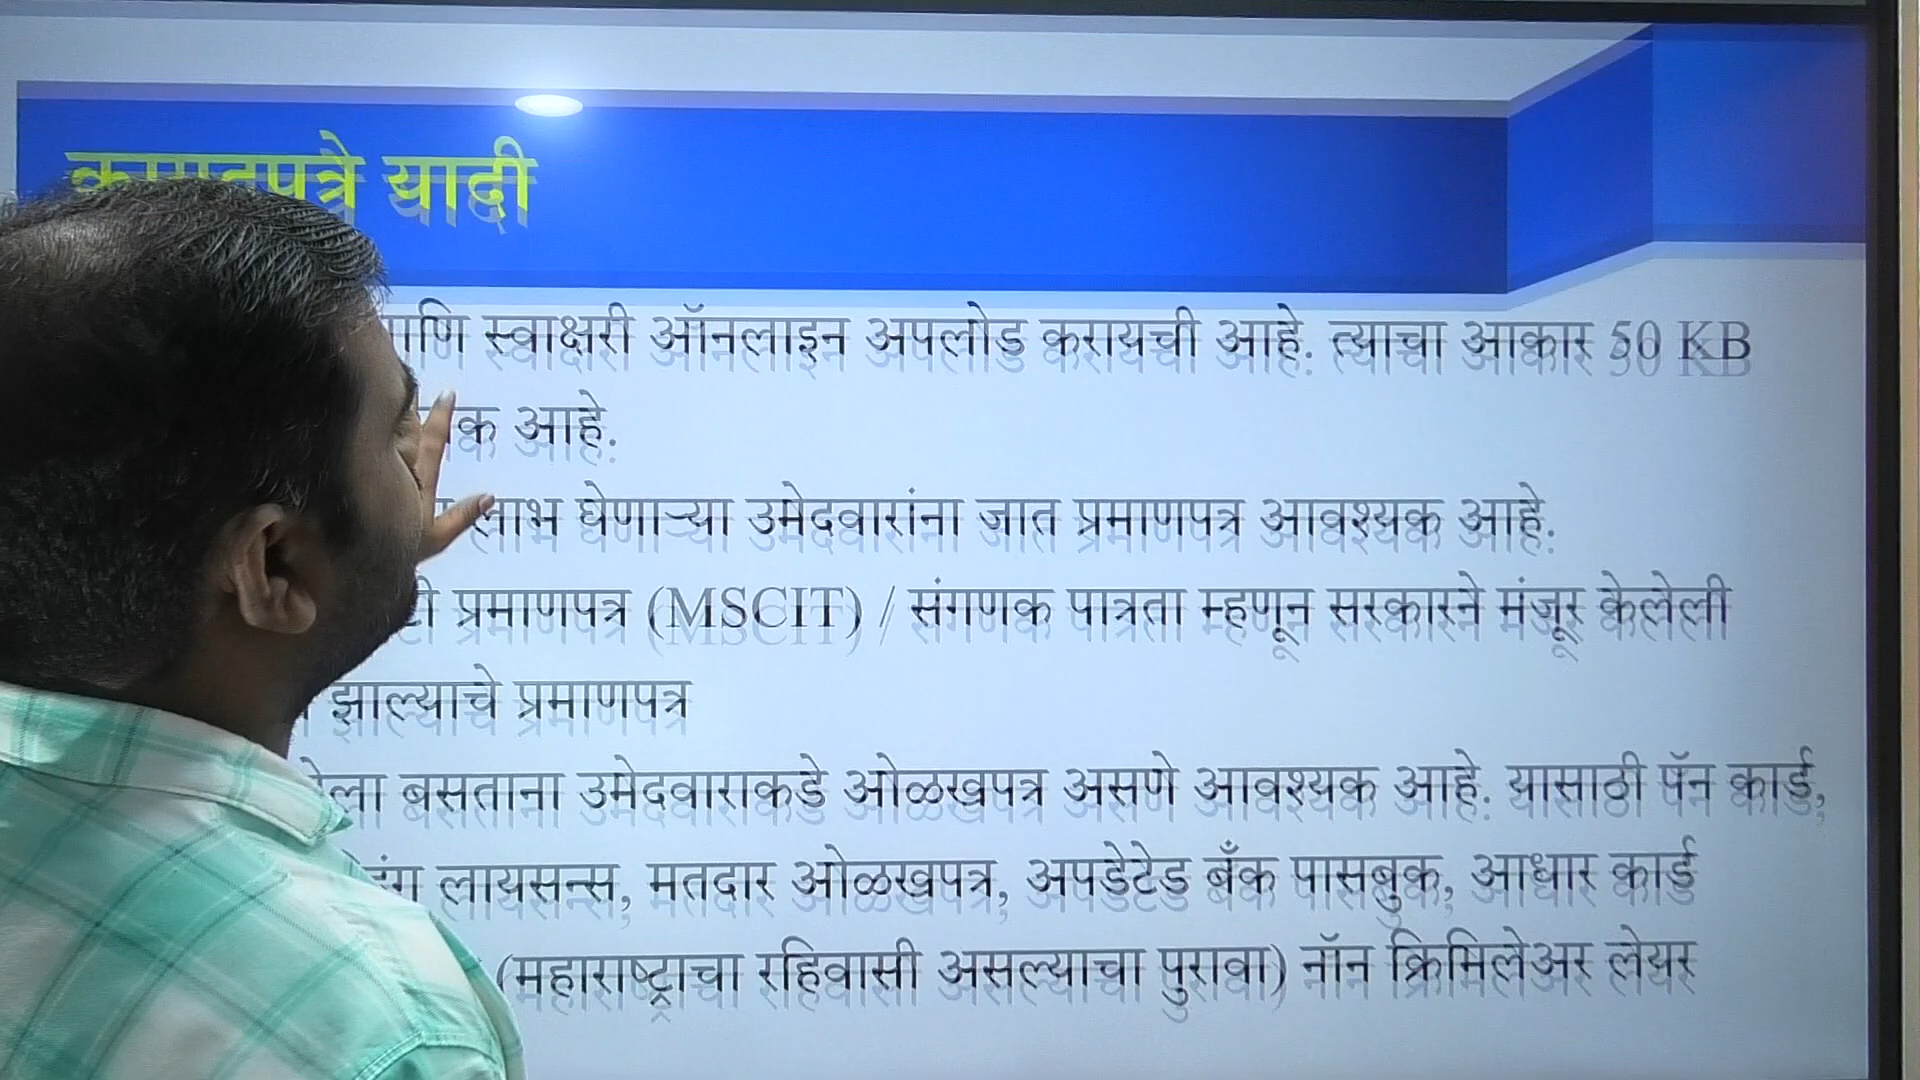 कागदपत्रे यादी
आणि स्वाक्षरी ऑनलाइन अपलोड करायची आहे. त्याचा आकार 50 KB
आहे.
लाभ घेणाऱ्या उमेदवारांना जात प्रमाणपत्र आवश्यक आहे.
प्रमाणपत्र (MSCIT) / संगणक पात्रता म्हणून सरकारने मंजूर केलेली
झाल्याचे प्रमाणपत्र
बसताना उमेदवाराकडे ओळखपत्र असणे आवश्यक आहे. यासाठी पॅन कार्ड,
लायसन्स, मतदार ओळखपत्र, अपडेटेड बँक पासबुक, आधार कार्ड
(महाराष्ट्राचा रहिवासी असल्याचा पुरावा) नॉन क्रिमिलेअर लेयर